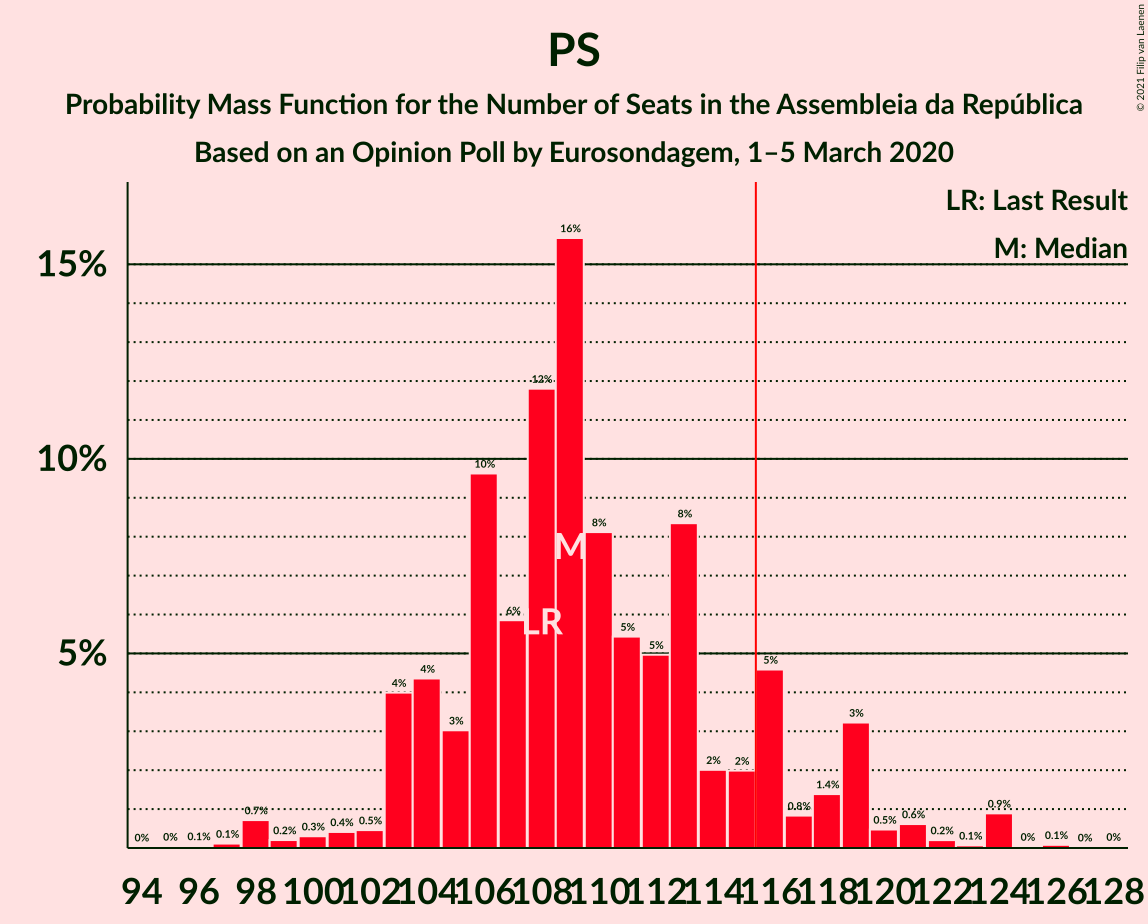 PS
Probability Mass Function for the Number of Seats in the Assembleia da República
Based on an Opinion Poll by Eurosondagem, 1–5 March 2020
© 2021 Filip van Laenen
LR: Last Result
M: Median
15%
10%
5%
0% 0% 0.1% 0.1% 0.7% 0.2% 0.3% 0.4% 0.5% 4% 4% 3% 10% 6% 12% 16% 8% 5% 5% 8% 2% 2% 5% 0.8% 1.4% 3% 0.5% 0.6% 0.2% 0.1% 0.9% 0% 0.1% 0% 0%
M
LR
94 96 98 100 102 104 106 108 110 112 114 116 118 120 122 124 126 128